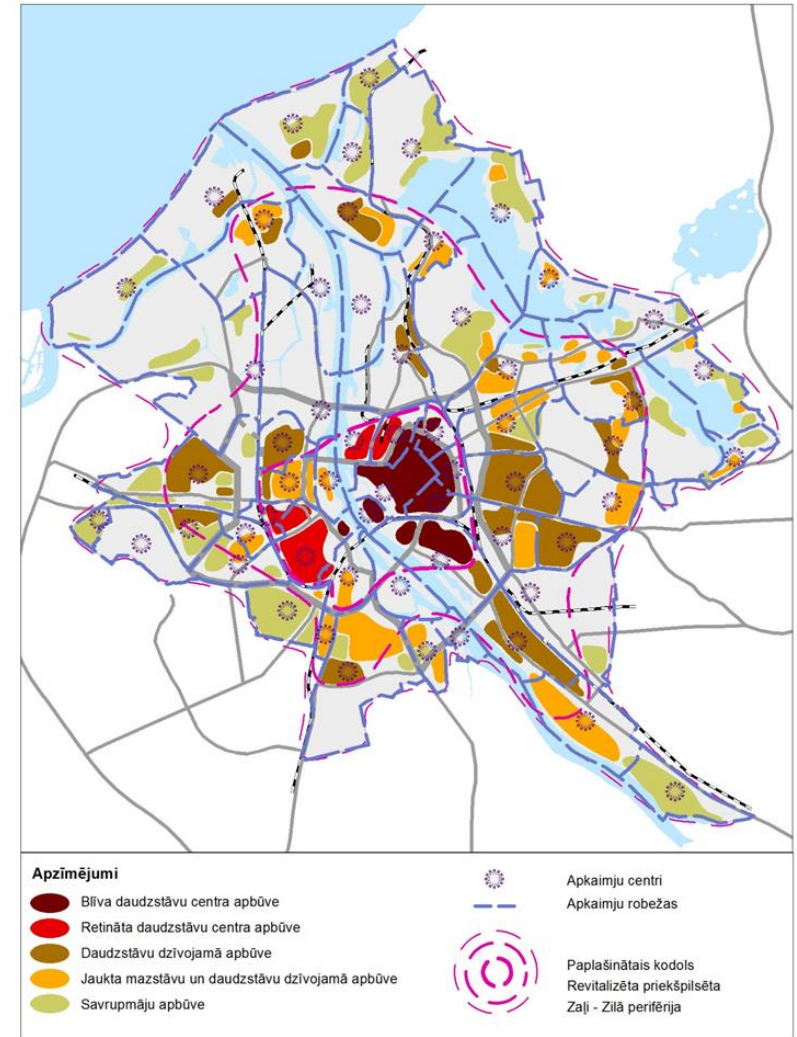 Apzīmējumi
Blīva daudzstāvu centra apbūve
Retināta daudzstāvu centra apbūve
Daudzstāvu dzīvojamā apbūve
Jaukta mazstāvu un daudzstāvu dzīvojamā apbūve
Savrupmāju apbūve
Apkaimju centri
Apkaimju robežas
Paplašinātais kodols
Revitalizēta priekšpilsēta
Zaļi - Zilā perifērija